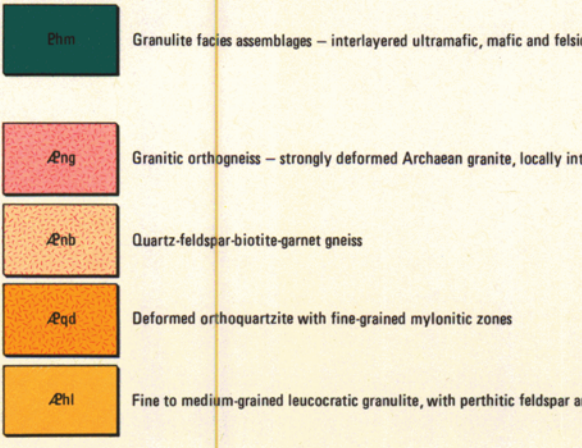 Ehm Granulite facies assemblages – interlayered ultramafic, mafic and felsi
Æng Granitic orthogneiss – strongly deformed Archaean granite, locally int
Ænb Quartz-feldspar-biotite-garnet gneiss
Æqd Deformed orthoquartzite with fine-grained mylonitic zones
Æhl Fine to medium-grained leucocratic granulite, with perthitic feldspar a